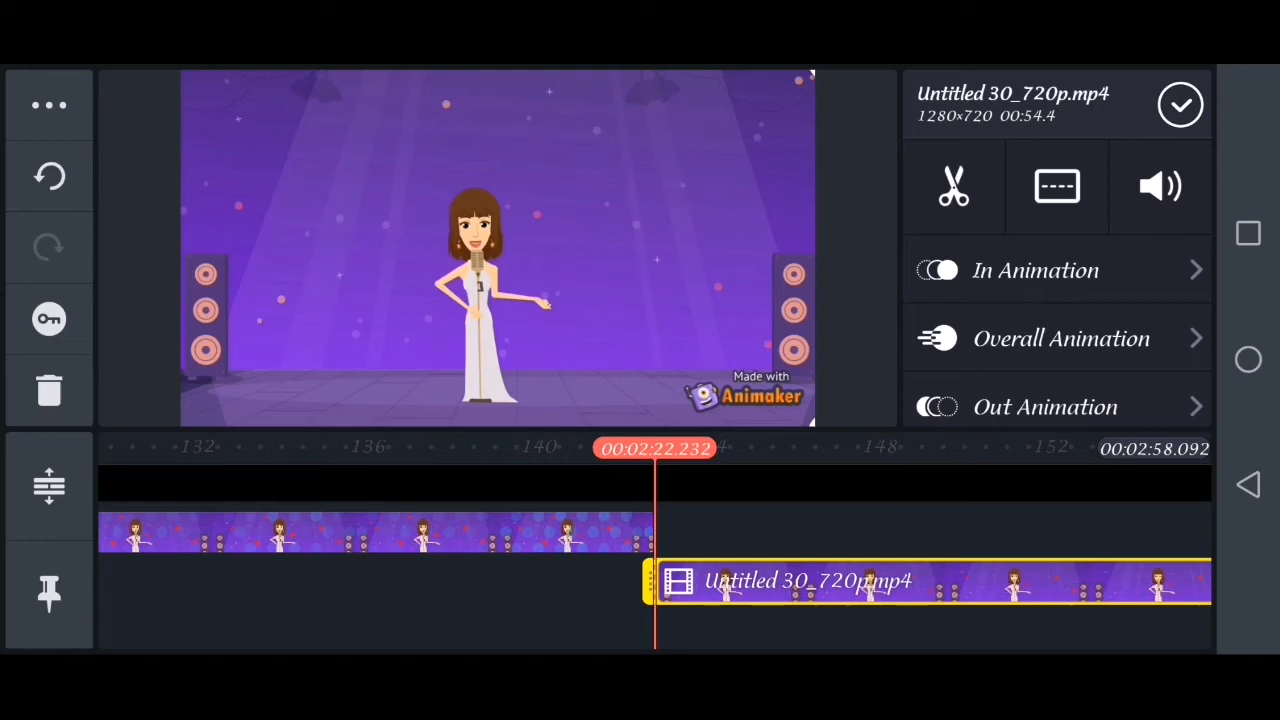 Untitled 30_720p.mp4
1280×720 00:54.4
In Animation
Overall Animation
Out Animation
Made with
Animaker
132
136
140
00:02:22.232
4
148
152
00:02:58.092
Untitled 30_720p.mp4